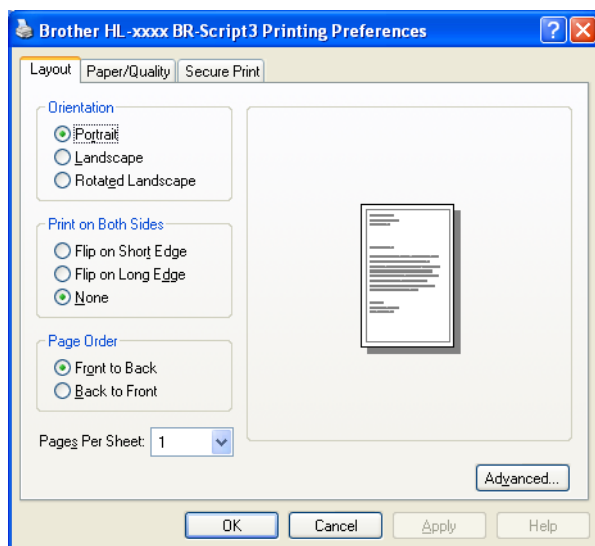 Brother HL-xxxx BR-Script3 Printing Preferences
Layout Paper/Quality Secure Print
Orientation
Portrait
Landscape
Rotated Landscape
Print on Both Sides
Flip on Short Edge
Flip on Long Edge
None
Page Order
Front to Back
Back to Front
Pages Per Sheet: 1
Advanced...
OK Cancel Apply Help